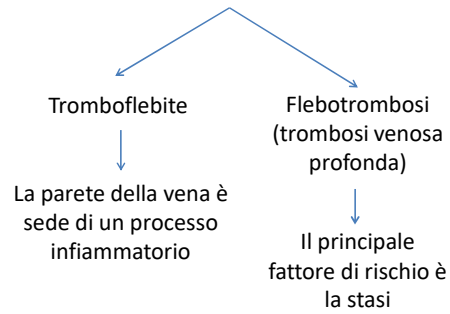 Tromboflebite
La parete della vena è
sede di un processo
infiammatorio
Flebotrombosi
(trombosi venosa
profonda)
Il principale
fattore di rischio è
la stasi